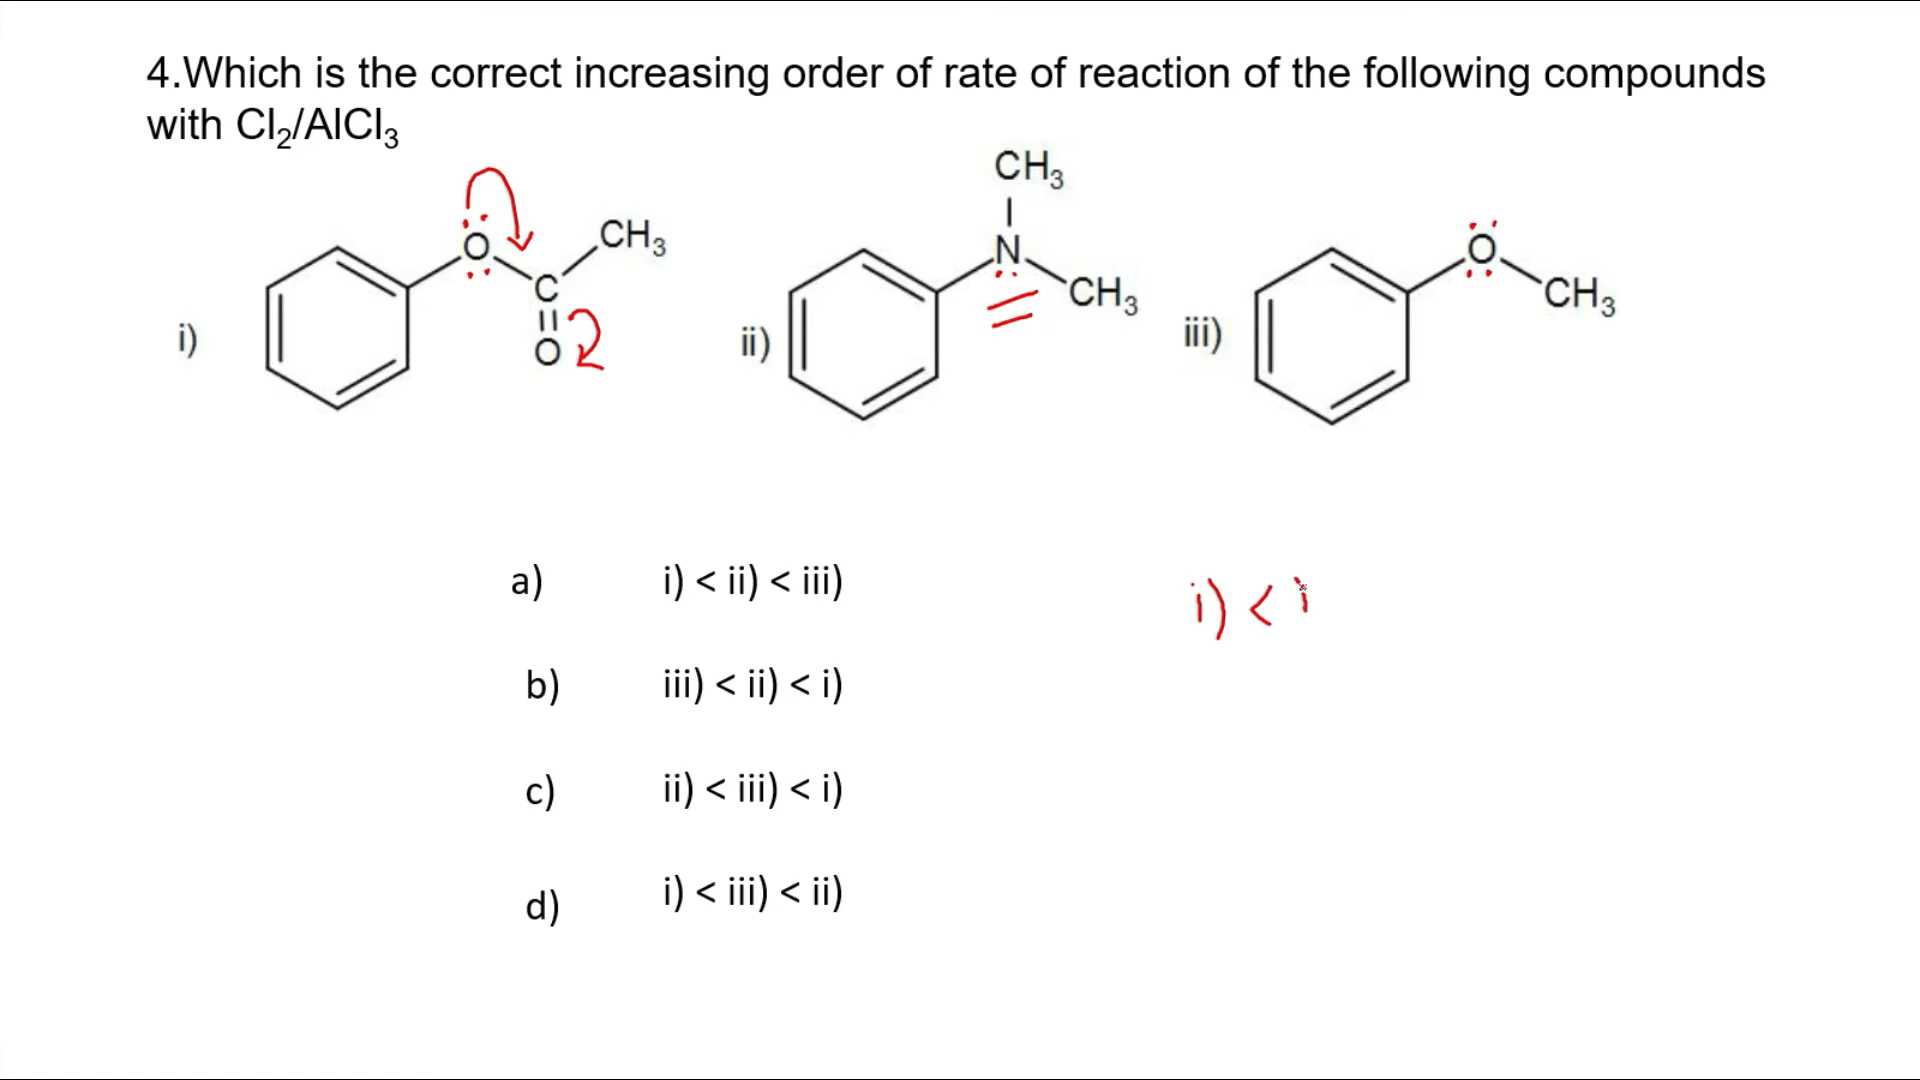 4.Which is the correct increasing order of rate of reaction of the following compounds
with Cl₂/AlCl₃
CH₃
N
CH₃
O
CH₃
C
O
i)
ii)
iii)
O
CH₃
a) i) < ii) < iii)
i) < i
b) iii) < ii) < i)
c) ii) < iii) < i)
d) i) < iii) < ii)